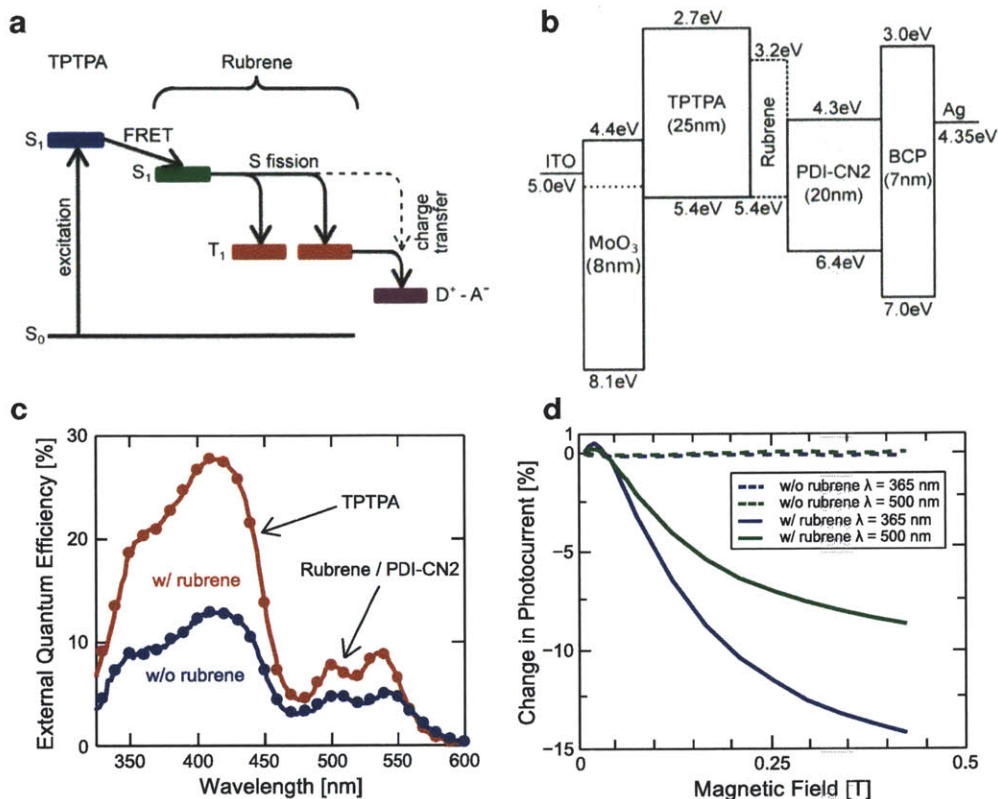 a
TPTPA
Rubrene
S1
FRET
S1
S fission
excitation
charge
transfer
T1
D+ - A-
S0
b
2.7eV
3.2eV
3.0eV
TPTPA
(25nm)
Rubrene
4.4eV
4.3eV
Ag
4.35eV
ITO
5.0eV
PDI-CN2
(20nm)
BCP
(7nm)
5.4eV
5.4eV
MoO3
(8nm)
6.4eV
7.0eV
8.1eV
c
External Quantum Efficiency [%]
30
20
10
0
TPTPA
Rubrene / PDI-CN2
w/ rubrene
w/o rubrene
350 400 450 500 550 600
Wavelength [nm]
d
Change in Photocurrent [%]
1
0
-5
-10
-15
w/o rubrene λ = 365 nm
w/o rubrene λ = 500 nm
w/ rubrene λ = 365 nm
w/ rubrene λ = 500 nm
0 0.25 0.5
Magnetic Field [T]